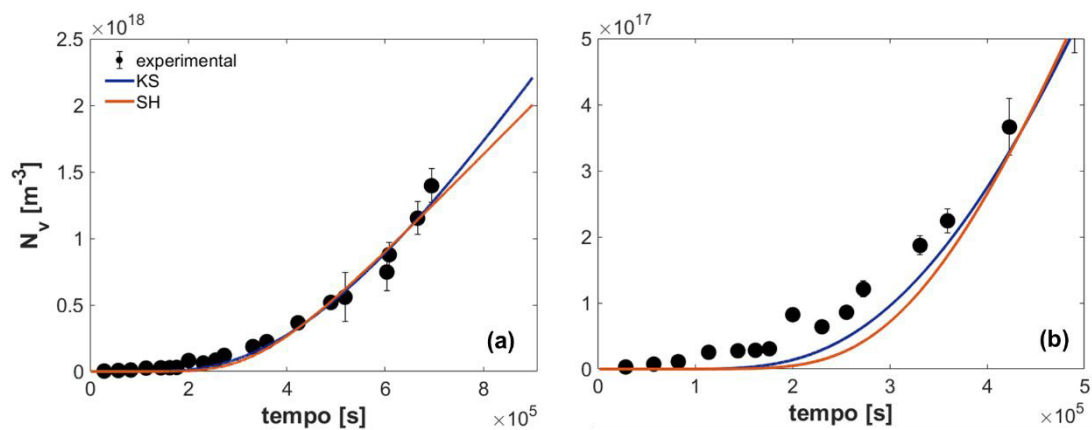 ×10^18
2.5
2
1.5
1
0.5
0
N_v [m^-3]
experimental
KS
SH
(a)
0 2 4 6 8
tempo [s]
×10^5
×10^17
5
4
3
2
1
0
(b)
0 1 2 3 4 5
tempo [s]
×10^5